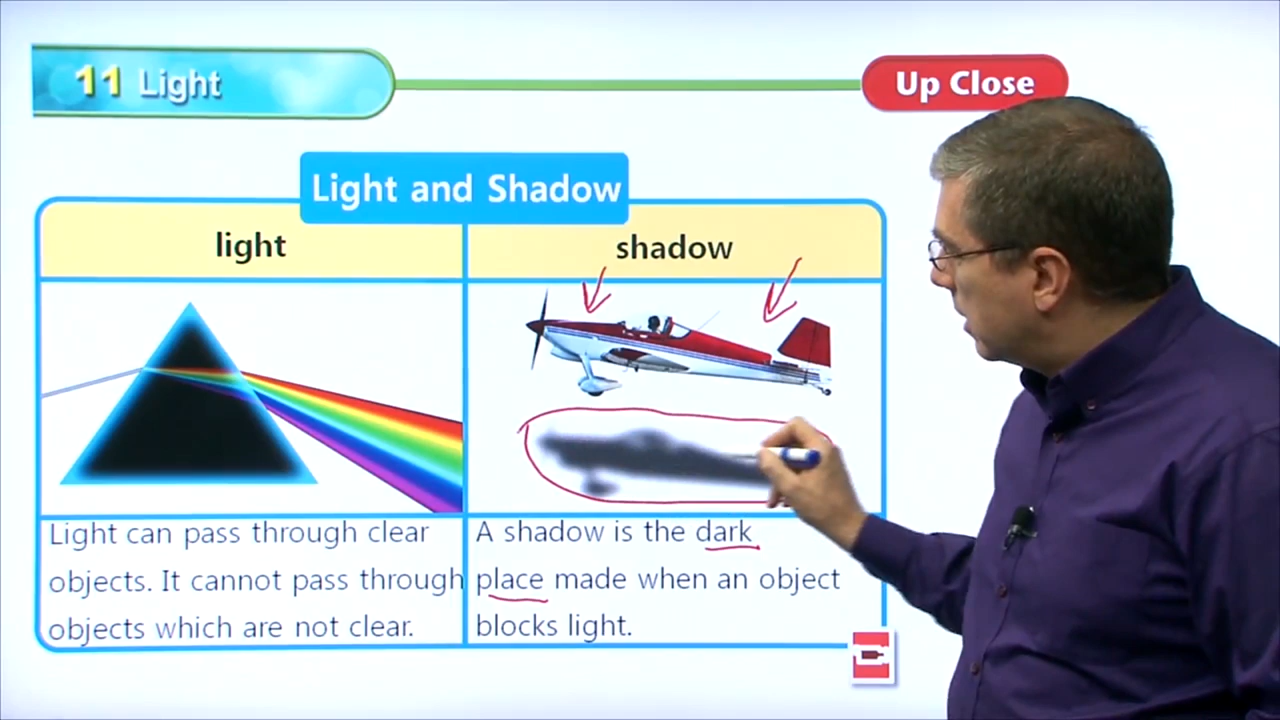 11 Light
Up Close
Light and Shadow
light
shadow
Light can pass through clear
objects. It cannot pass through
objects which are not clear.
A shadow is the dark
place made when an object
blocks light.